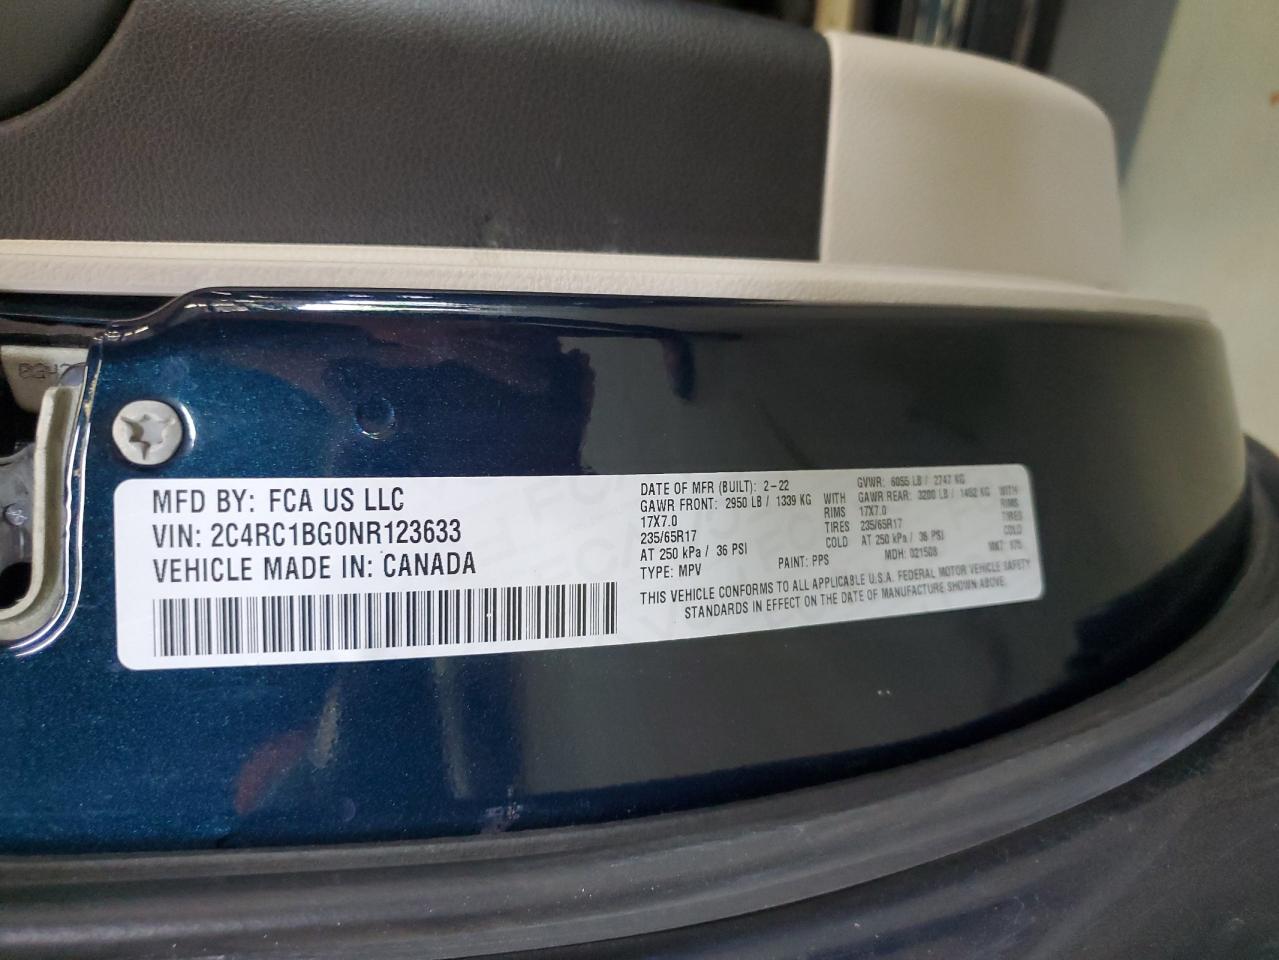 MFD BY: FCA US LLC
VIN: 2C4RC1BG0NR123633
VEHICLE MADE IN: CANADA
DATE OF MFR (BUILT): 2-22 GVWR: 6055 LB / 2747 KG
GAWR FRONT: 2950 LB / 1339 KG WITH GAWR REAR: 3200 LB / 1452 KG WITH
17X7.0 RIMS 17X7.0 RIMS
235/65R17 TIRES 235/65R17 TIRES
AT 250 kPa / 36 PSI COLD AT 250 kPa / 36 PSI COLD
TYPE: MPV PAINT: PPS MDH: 021508
THIS VEHICLE CONFORMS TO ALL APPLICABLE U.S.A. FEDERAL MOTOR VEHICLE SAFETY
STANDARDS IN EFFECT ON THE DATE OF MANUFACTURE SHOWN ABOVE.